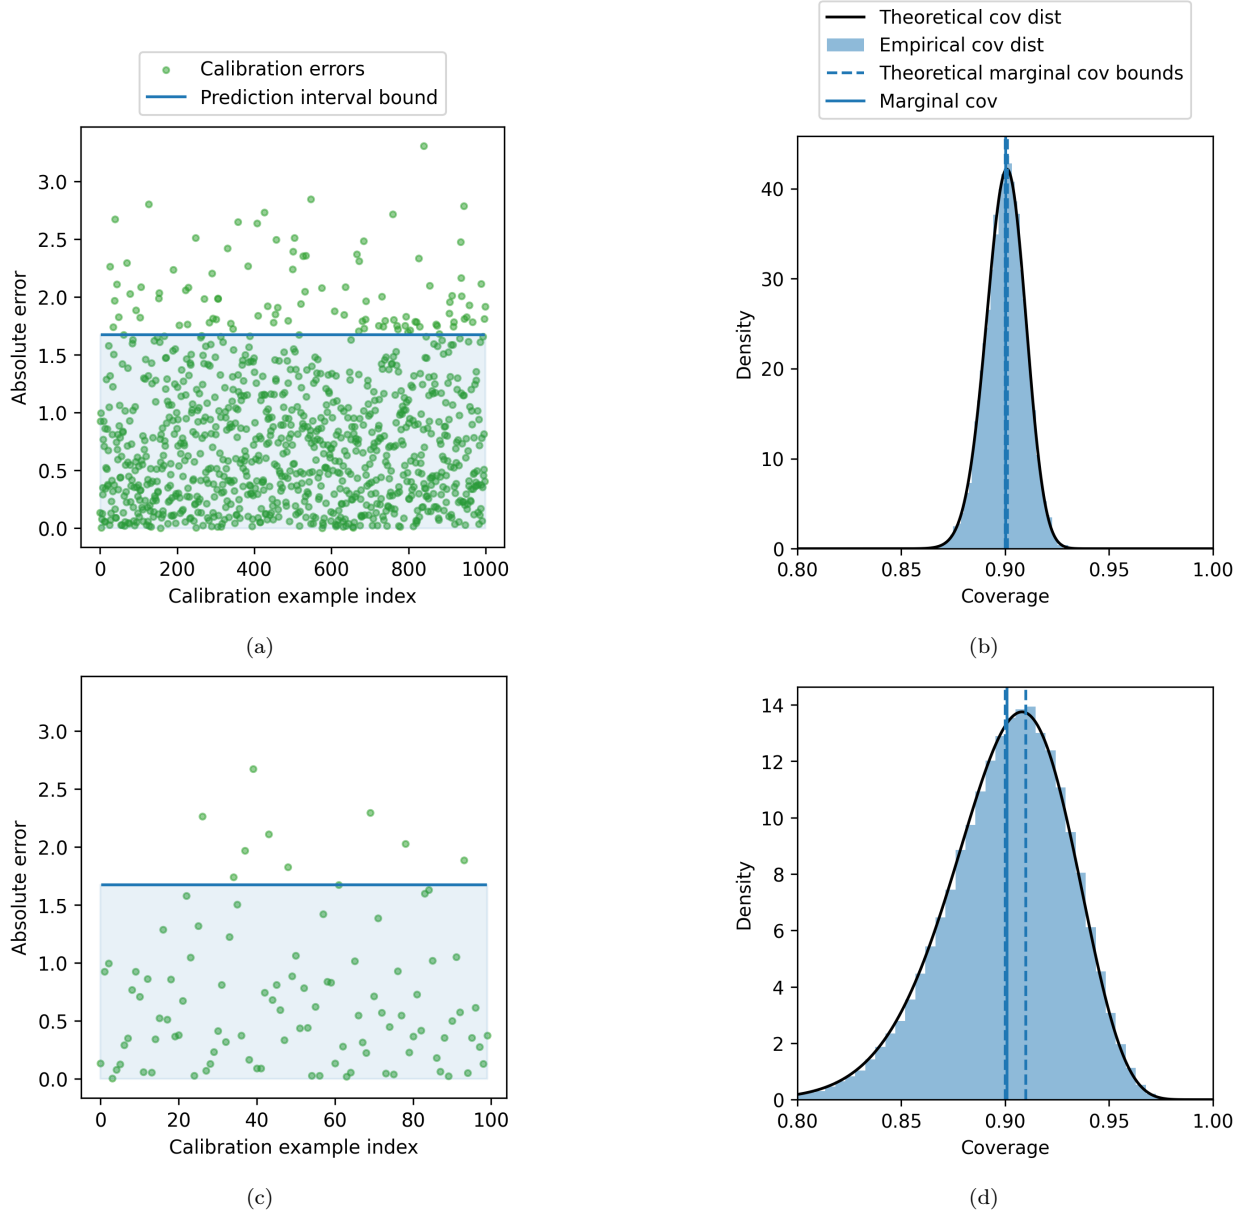 Calibration errors
Prediction interval bound
3.0
2.5
2.0
1.5
1.0
0.5
0.0
Absolute error
0 200 400 600 800 1000
Calibration example index
(a)
Theoretical cov dist
Empirical cov dist
Theoretical marginal cov bounds
Marginal cov
40
30
20
10
0
Density
0.80 0.85 0.90 0.95 1.00
Coverage
(b)
3.0
2.5
2.0
1.5
1.0
0.5
0.0
Absolute error
0 20 40 60 80 100
Calibration example index
(c)
14
12
10
8
6
4
2
0
Density
0.80 0.85 0.90 0.95 1.00
Coverage
(d)